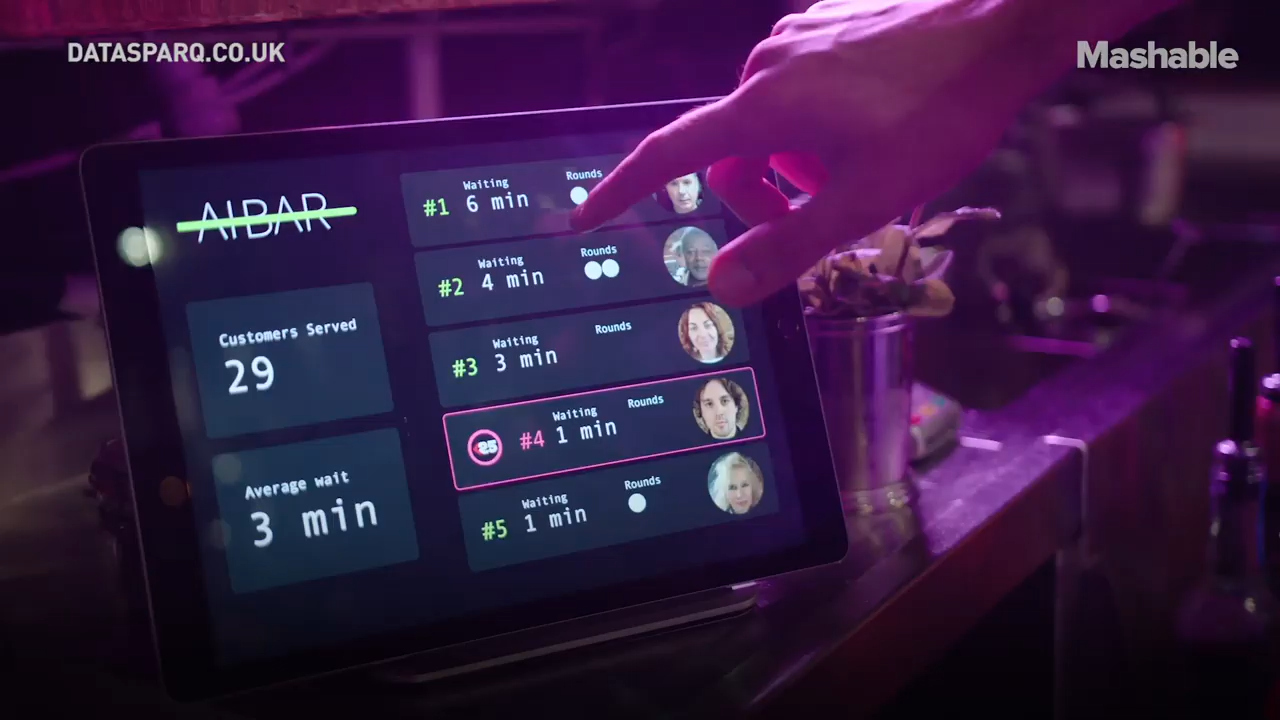 DATASPARQ.CO.UK
Mashable
AIBAR
Customers Served
29
Average wait
3 min
#1
Waiting
6 min
Rounds
#2
Waiting
4 min
Rounds
#3
Waiting
3 min
Rounds
25
#4
Waiting
1 min
Rounds
#5
Waiting
1 min
Rounds